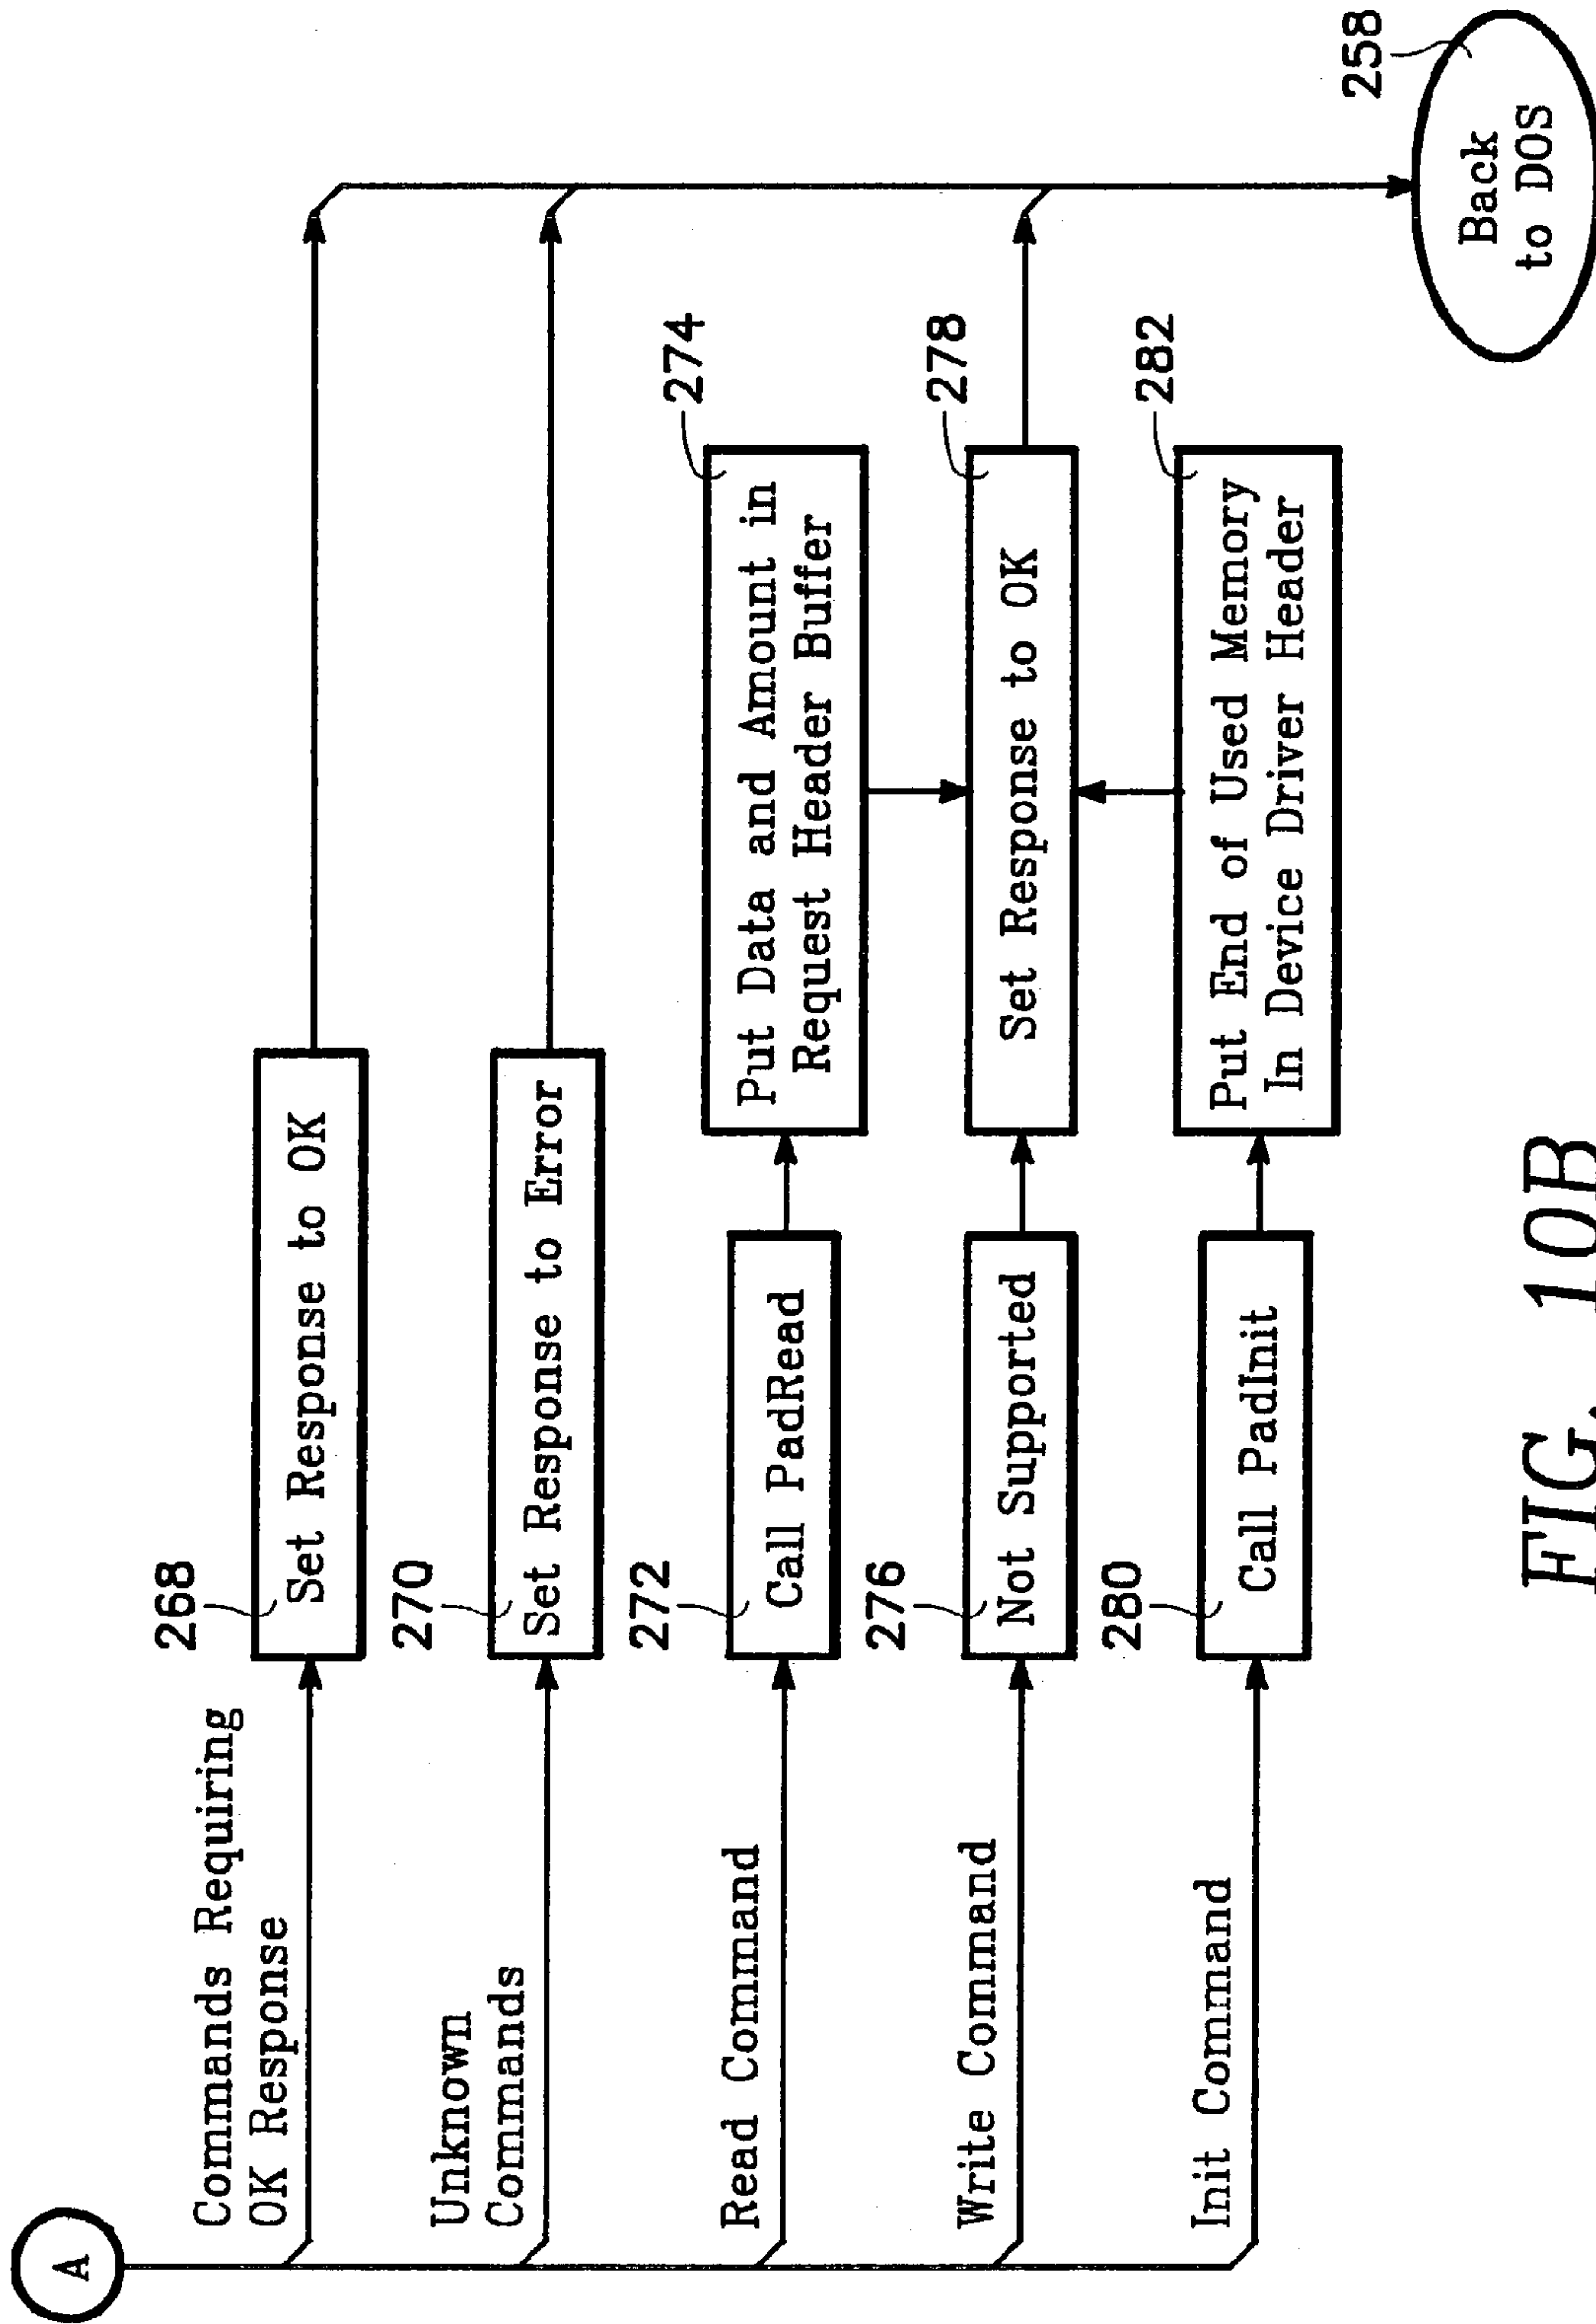 A
Commands Requiring
OK Response
268
Set Response to OK
Unknown
Commands
270
Set Response to Error
Read Command
272
Call PadRead
274
Put Data and Amount in
Request Header Buffer
Write Command
276
Not Supported
278
Set Response to OK
Init Command
280
Call PadInit
282
Put End of Used Memory
In Device Driver Header
258
Back
to DOS
FIG. 10B